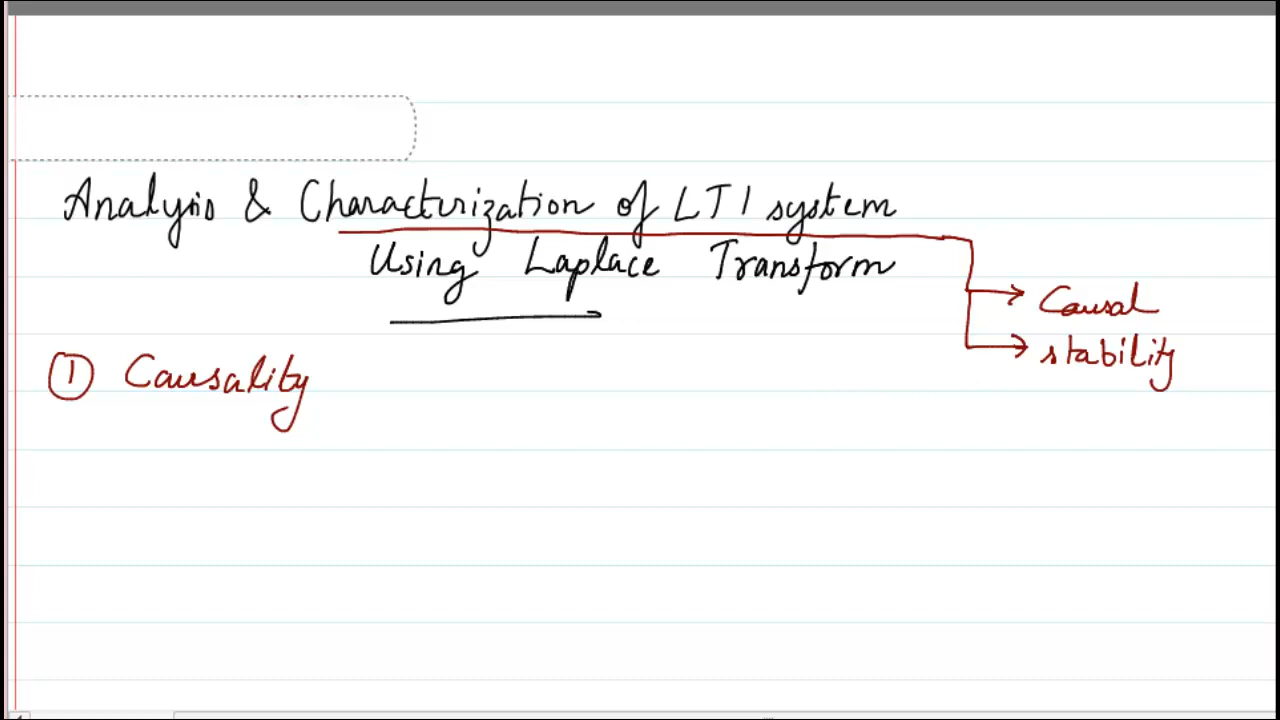 Analysis & Characterization of LTI system
Using Laplace Transform
→ Causal
→ stability
① Causality